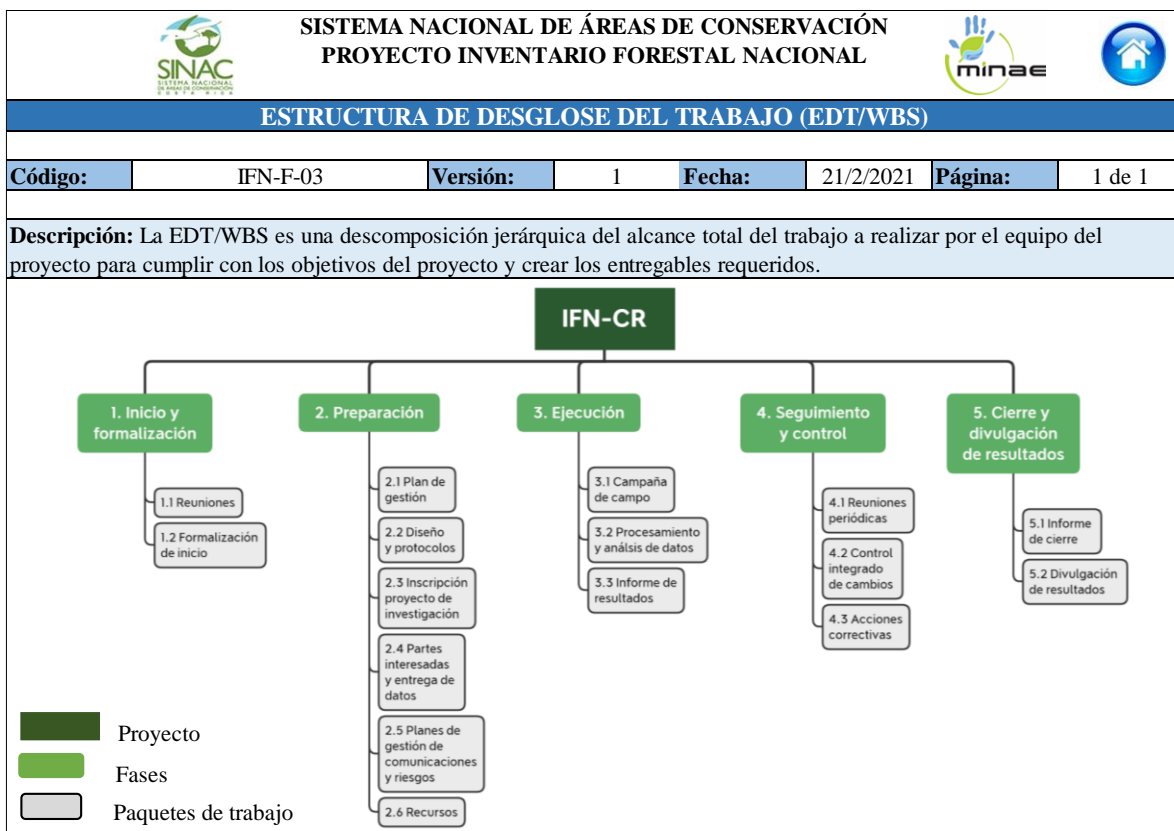 SISTEMA NACIONAL DE ÁREAS DE CONSERVACIÓN
PROYECTO INVENTARIO FORESTAL NACIONAL
SINAC
SISTEMA NACIONAL
DE ÁREAS DE CONSERVACIÓN
COSTA RICA
minae
ESTRUCTURA DE DESGLOSE DEL TRABAJO (EDT/WBS)
Código: IFN-F-03 Versión: 1 Fecha: 21/2/2021 Página: 1 de 1
Descripción: La EDT/WBS es una descomposición jerárquica del alcance total del trabajo a realizar por el equipo del
proyecto para cumplir con los objetivos del proyecto y crear los entregables requeridos.
IFN-CR
1. Inicio y
formalización
1.1 Reuniones
1.2 Formalización
de inicio
2. Preparación
2.1 Plan de
gestión
2.2 Diseño
y protocolos
2.3 Inscripción
proyecto de
investigación
2.4 Partes
interesadas
y entrega de
datos
2.5 Planes de
gestión de
comunicaciones
y riesgos
2.6 Recursos
3. Ejecución
3.1 Campaña
de campo
3.2 Procesamiento
y análsis de datos
3.3 Informe de
resultados
4. Seguimiento
y control
4.1 Reuniones
periódicas
4.2 Control
integrado
de cambios
4.3 Acciones
correctivas
5. Cierre y
divulgación
de resultados
5.1 Informe
de cierre
5.2 Divulgación
de resultados
Proyecto
Fases
Paquetes de trabajo